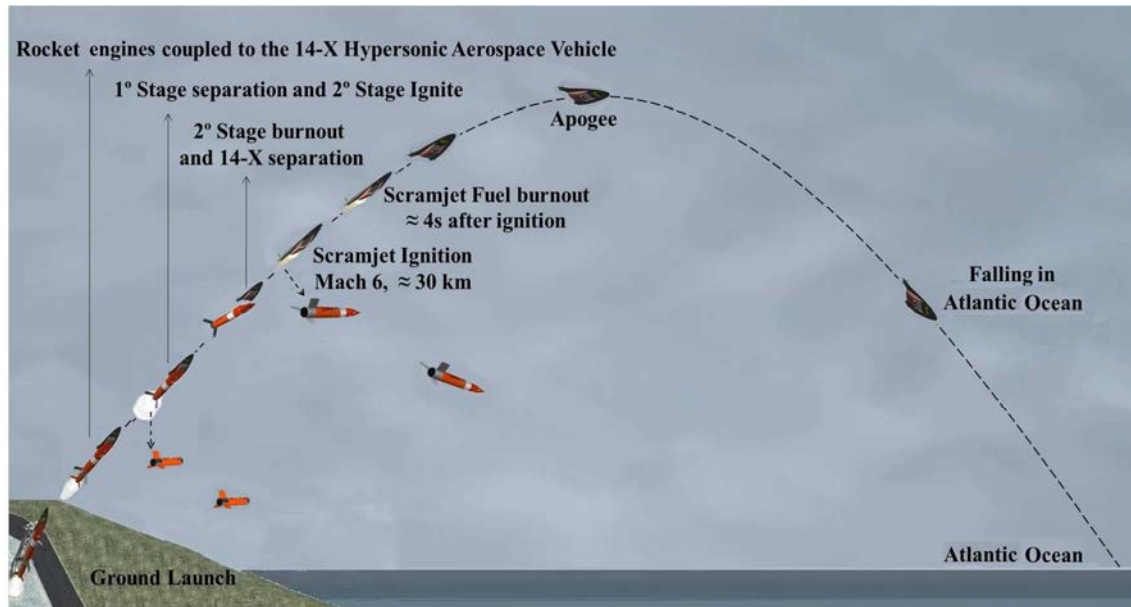 Rocket engines coupled to the 14-X Hypersonic Aerospace Vehicle
1º Stage separation and 2º Stage Ignite
2º Stage burnout
and 14-X separation
Apogee
Scramjet Fuel burnout
≈ 4s after ignition
Scramjet Ignition
Mach 6, ≈ 30 km
Falling in
Atlantic Ocean
Atlantic Ocean
Ground Launch